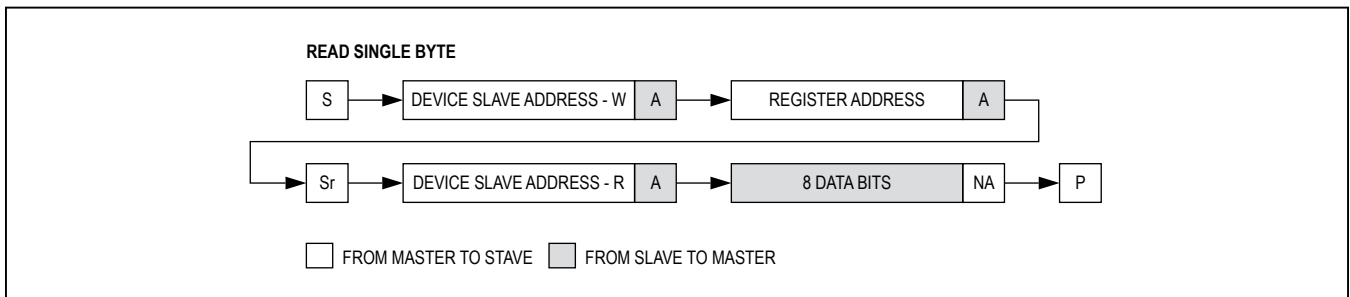 READ SINGLE BYTE
S DEVICE SLAVE ADDRESS - W A REGISTER ADDRESS A
Sr DEVICE SLAVE ADDRESS - R A 8 DATA BITS NA P
FROM MASTER TO STAVE FROM SLAVE TO MASTER